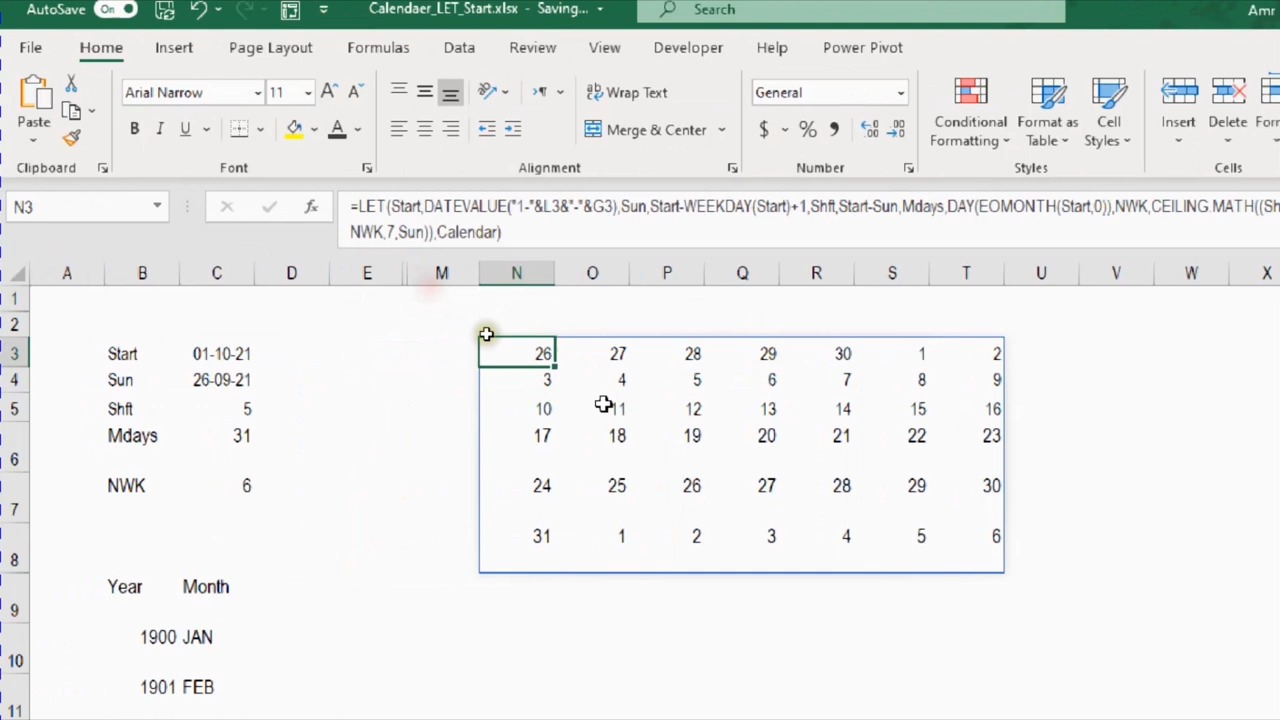 AutoSave On Calendaer_LET_Start.xlsx - Saving... Search Amr
File Home Insert Page Layout Formulas Data Review View Developer Help Power Pivot
Paste Arial Narrow 11 A A ab Wrap Text General Conditional Formatting Format as Table Cell Styles Insert Delete
B I U A Merge & Center $ % 9
Clipboard Font Alignment Number Styles Cells
N3 fx =LET(Start,DATEVALUE("1-"&L3&"-"&G3),Sun,Start-WEEKDAY(Start)+1,Shft,Start-Sun,Mdays,DAY(EOMONTH(Start,0)),NWK,CEILING.MATH((Sh
NWK,7,Sun)),Calendar)
A B C D E M N O P Q R S T U V W X
1
2
3 Start 01-10-21 26 27 28 29 30 1 2
4 Sun 26-09-21 3 4 5 6 7 8 9
5 Shft 5 10 11 12 13 14 15 16
6 Mdays 31 17 18 19 20 21 22 23
7 NWK 6 24 25 26 27 28 29 30
8 31 1 2 3 4 5 6
9 Year Month
10 1900 JAN
11 1901 FEB